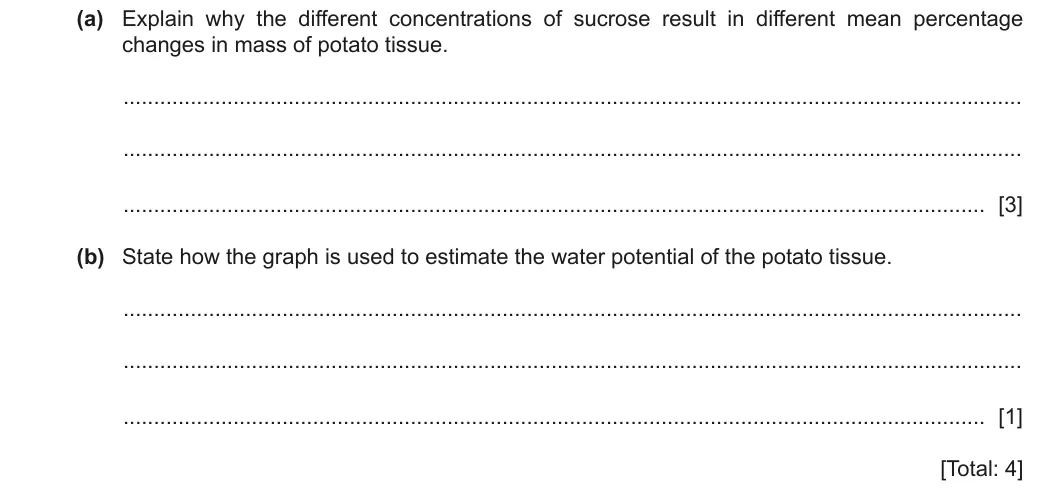 (a) Explain why the different concentrations of sucrose result in different mean percentage
changes in mass of potato tissue.
[3]
(b) State how the graph is used to estimate the water potential of the potato tissue.
[1]
[Total: 4]